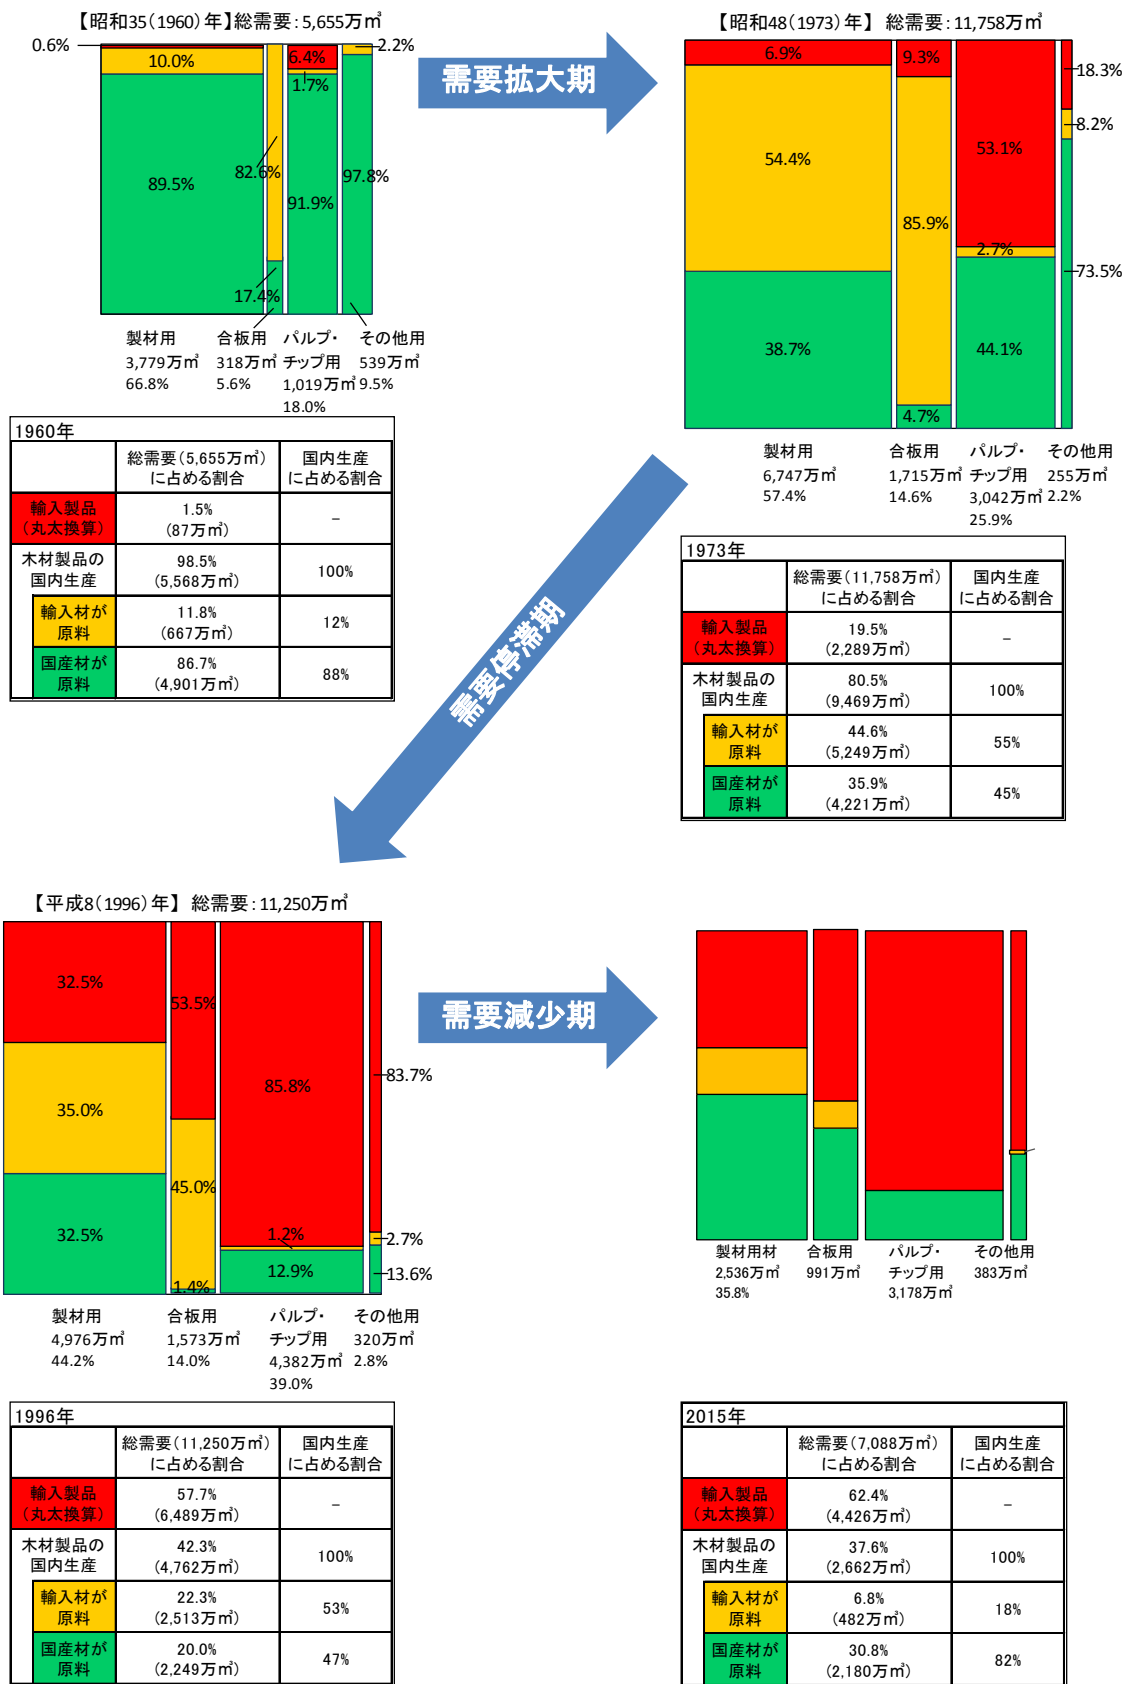 【昭和35(1960)年】総需要:5,655万㎥
0.6%
10.0%
89.5%
82.6%
17.4%
6.4%
1.7%
91.9%
2.2%
97.8%
製材用
3,779万㎥
66.8%
合板用
318万㎥
5.6%
パルプ・
チップ用
1,019万㎥
18.0%
その他用
539万㎥
9.5%
需要拡大期
【昭和48(1973)年】総需要:11,758万㎥
6.9%
54.4%
38.7%
9.3%
85.9%
4.7%
53.1%
2.7%
44.1%
18.3%
8.2%
73.5%
製材用
6,747万㎥
57.4%
合板用
1,715万㎥
14.6%
パルプ・
チップ用
3,042万㎥
25.9%
その他用
255万㎥
2.2%
1960年
総需要(5,655万㎥)
に占める割合
国内生産
に占める割合
輸入製品
(丸太換算)
1.5%
(87万㎥)
－
木材製品の
国内生産
98.5%
(5,568万㎥)
100%
輸入材が
原料
11.8%
(667万㎥)
12%
国産材が
原料
86.7%
(4,901万㎥)
88%
1973年
総需要(11,758万㎥)
に占める割合
国内生産
に占める割合
輸入製品
(丸太換算)
19.5%
(2,289万㎥)
－
木材製品の
国内生産
80.5%
(9,469万㎥)
100%
輸入材が
原料
44.6%
(5,249万㎥)
55%
国産材が
原料
35.9%
(4,221万㎥)
45%
需要停滞期
【平成8(1996)年】 総需要:11,250万㎥
32.5%
35.0%
32.5%
53.5%
45.0%
1.4%
85.8%
1.2%
12.9%
83.7%
2.7%
13.6%
製材用
4,976万㎥
44.2%
合板用
1,573万㎥
14.0%
パルプ・
チップ用
4,382万㎥
39.0%
その他用
320万㎥
2.8%
需要減少期
製材用材
2,536万㎥
35.8%
合板用
991万㎥
パルプ・
チップ用
3,178万㎥
その他用
383万㎥
1996年
総需要(11,250万㎥)
に占める割合
国内生産
に占める割合
輸入製品
(丸太換算)
57.7%
(6,489万㎥)
－
木材製品の
国内生産
42.3%
(4,762万㎥)
100%
輸入材が
原料
22.3%
(2,513万㎥)
53%
国産材が
原料
20.0%
(2,249万㎥)
47%
2015年
総需要(7,088万㎥)
に占める割合
国内生産
に占める割合
輸入製品
(丸太換算)
62.4%
(4,426万㎥)
－
木材製品の
国内生産
37.6%
(2,662万㎥)
100%
輸入材が
原料
6.8%
(482万㎥)
18%
国産材が
原料
30.8%
(2,180万㎥)
82%